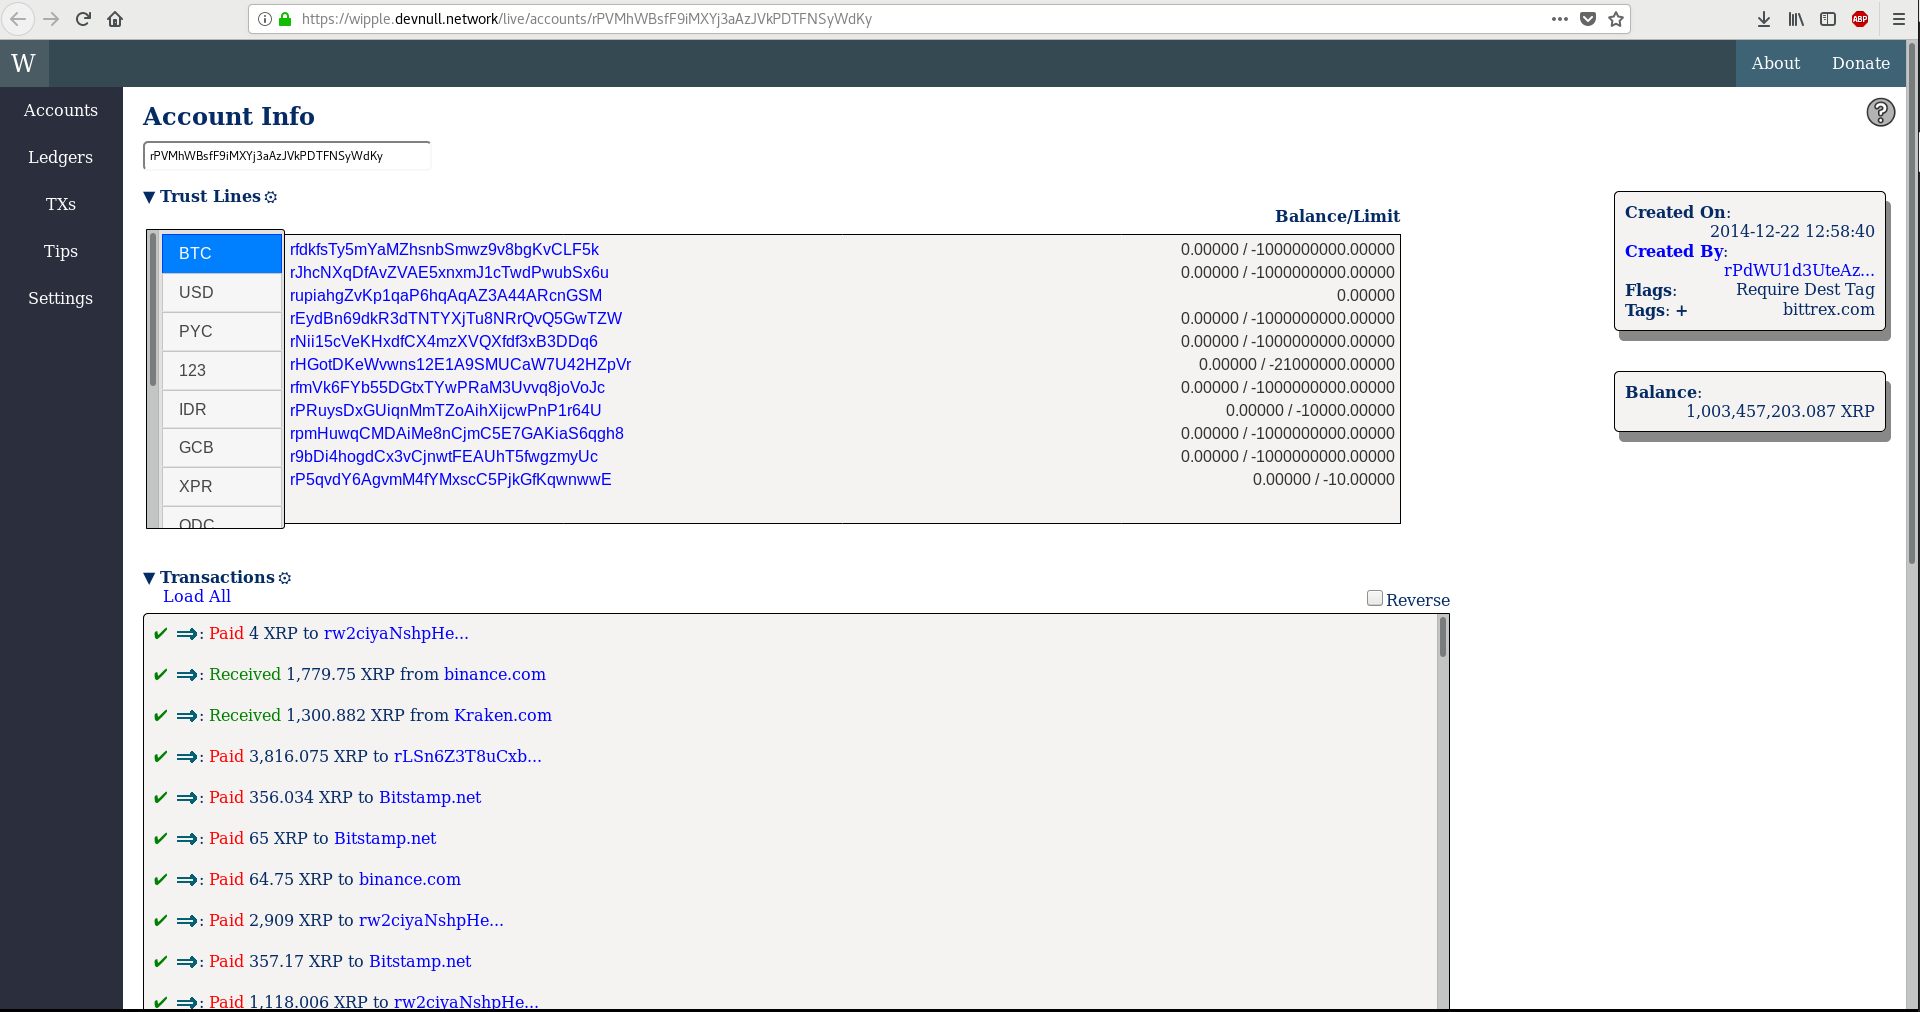 https://wipple.devnull.network/live/accounts/rPVMhWBsfF9iMXYj3aAzJVkPDTFNSyWdKy
ABP
W
About
Donate
Accounts
Ledgers
TXs
Tips
Settings
Account Info
?
rPVMhWBsfF9iMXYj3aAzJVkPDTFNSyWdKy
▼ Trust Lines
Balance/Limit
BTC
USD
PYC
123
IDR
GCB
XPR
ODC
rfdkfsTy5mYaMZhsnbSmwz9v8bgKvCLF5k 0.00000 / -1000000000.00000
rJhcNXqDfAvZVAE5xnxmJ1cTwdPwubSx6u 0.00000 / -1000000000.00000
rupiahgZvKp1qaP6hqAqAZ3A44ARcnGSM 0.00000
rEydBn69dkR3dTNTYXjTu8NRrQvQ5GwTZW 0.00000 / -1000000000.00000
rNii15cVeKHxdfCX4mzXVQXfdf3xB3DDq6 0.00000 / -1000000000.00000
rHGotDKeWvwns12E1A9SMUCaW7U42HZpVr 0.00000 / -21000000.00000
rfmVk6FYb55DGtxTYwPRaM3Uvvq8joVoJc 0.00000 / -1000000000.00000
rPRuysDxGUiqnMmTZoAihXijcwPnP1r64U 0.00000 / -10000.00000
rpmHuwqCMDAiMe8nCjmC5E7GAKiaS6qgh8 0.00000 / -1000000000.00000
r9bDi4hogdCx3vCjnwtFEAUhT5fwgzmyUc 0.00000 / -1000000000.00000
rP5qvdY6AgvmM4fYMxscC5PjkGfKqwnwwE 0.00000 / -10.00000
Created On:
2014-12-22 12:58:40
Created By:
rPdWU1d3UteAz...
Flags: Require Dest Tag
Tags: + bittrex.com
Balance:
1,003,457,203.087 XRP
▼ Transactions
Load All
Reverse
✔ ⇒: Paid 4 XRP to rw2ciyaNshpHe...
✔ ⇒: Received 1,779.75 XRP from binance.com
✔ ⇒: Received 1,300.882 XRP from Kraken.com
✔ ⇒: Paid 3,816.075 XRP to rLSn6Z3T8uCxb...
✔ ⇒: Paid 356.034 XRP to Bitstamp.net
✔ ⇒: Paid 65 XRP to Bitstamp.net
✔ ⇒: Paid 64.75 XRP to binance.com
✔ ⇒: Paid 2,909 XRP to rw2ciyaNshpHe...
✔ ⇒: Paid 357.17 XRP to Bitstamp.net
✔ ⇒: Paid 1,118.006 XRP to rw2ciyaNshpHe...